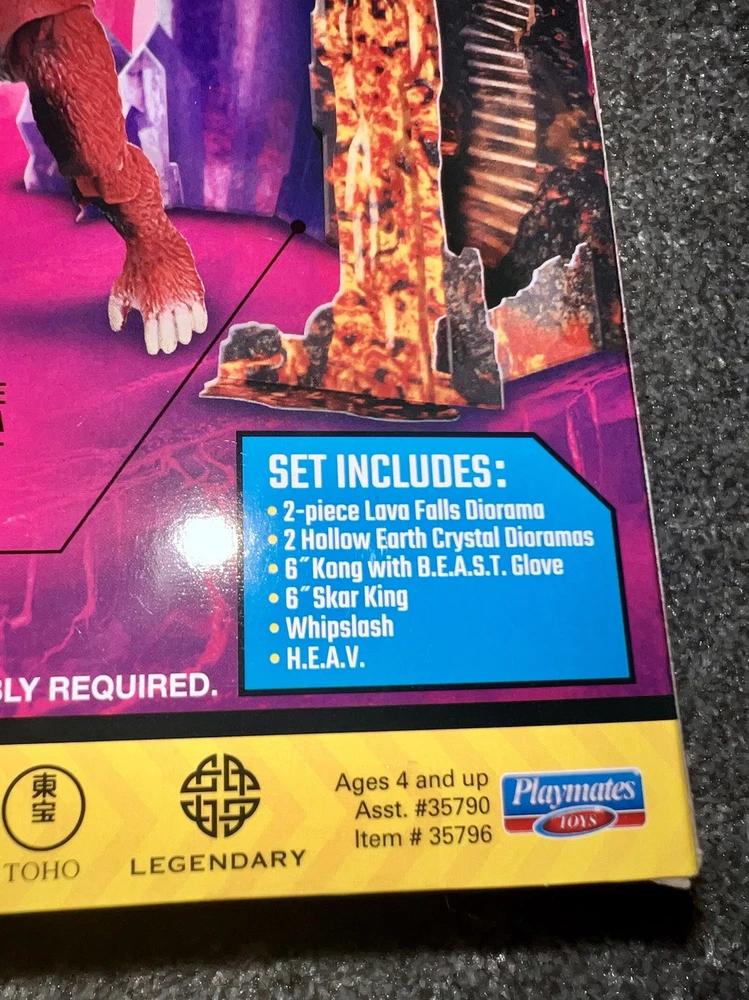 SET INCLUDES:
• 2-piece Lava Falls Diorama
• 2 Hollow Earth Crystal Dioramas
• 6″ Kong with B.E.A.S.T. Glove
• 6″ Skar King
• Whipslash
• H.E.A.V.
BLY REQUIRED.
東宝
TOHO
LEGENDARY
Ages 4 and up
Asst. #35790
Item # 35796
Playmates
TOYS